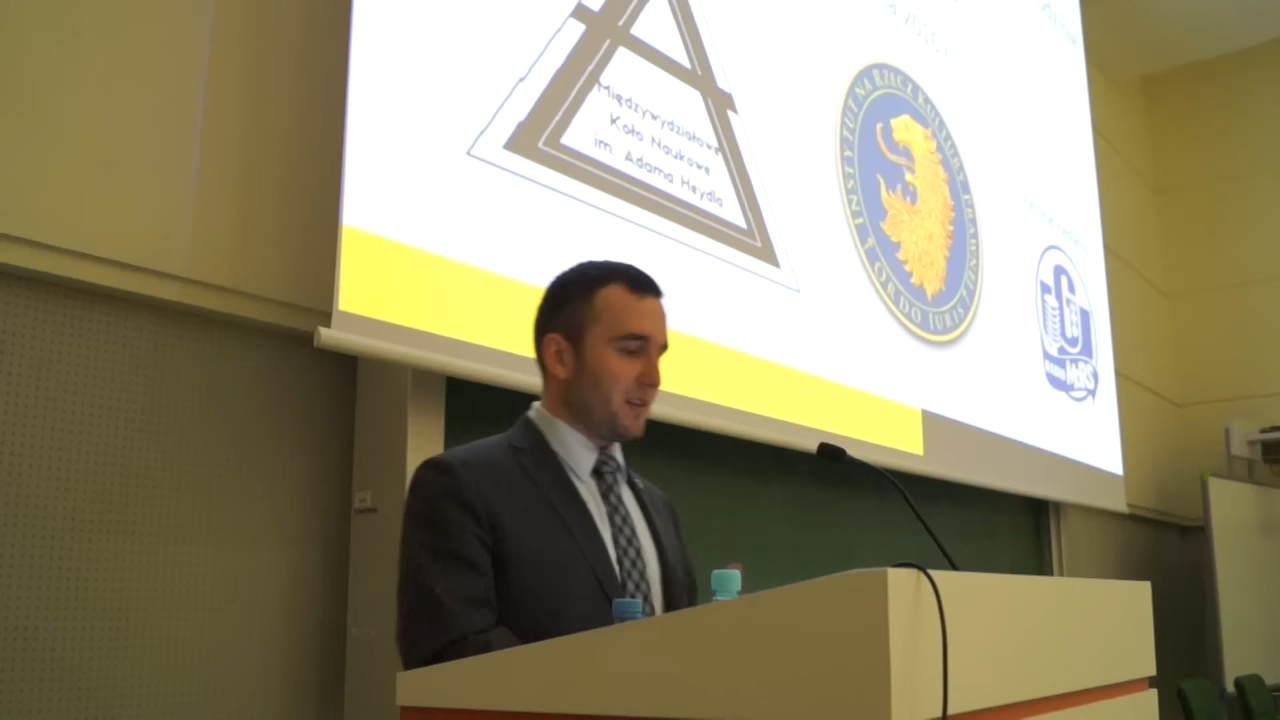 Międzywydziałowe
Koło Naukowe
im. Adama Heydla
INSTYTUT NA RZECZ KULTURY PRAWNEJ
ORDO IURIS